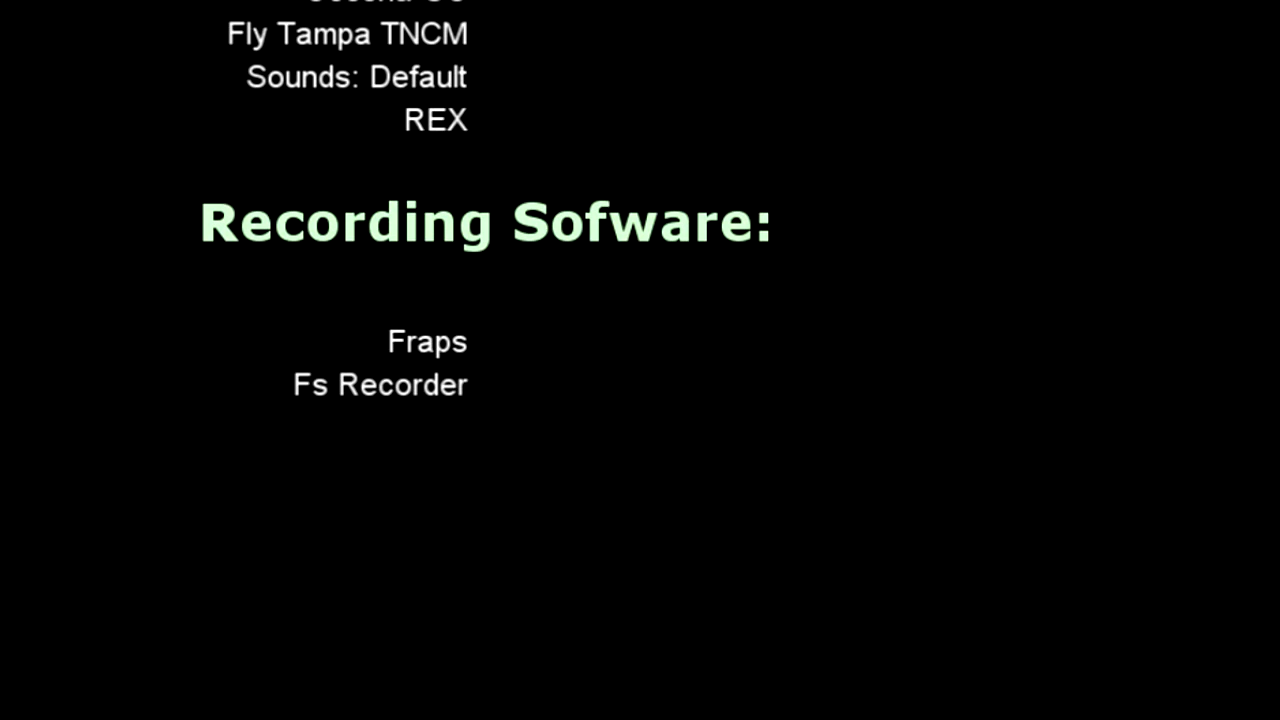 Fly Tampa TNCM
Sounds: Default
REX
Recording Sofware:
Fraps
Fs Recorder